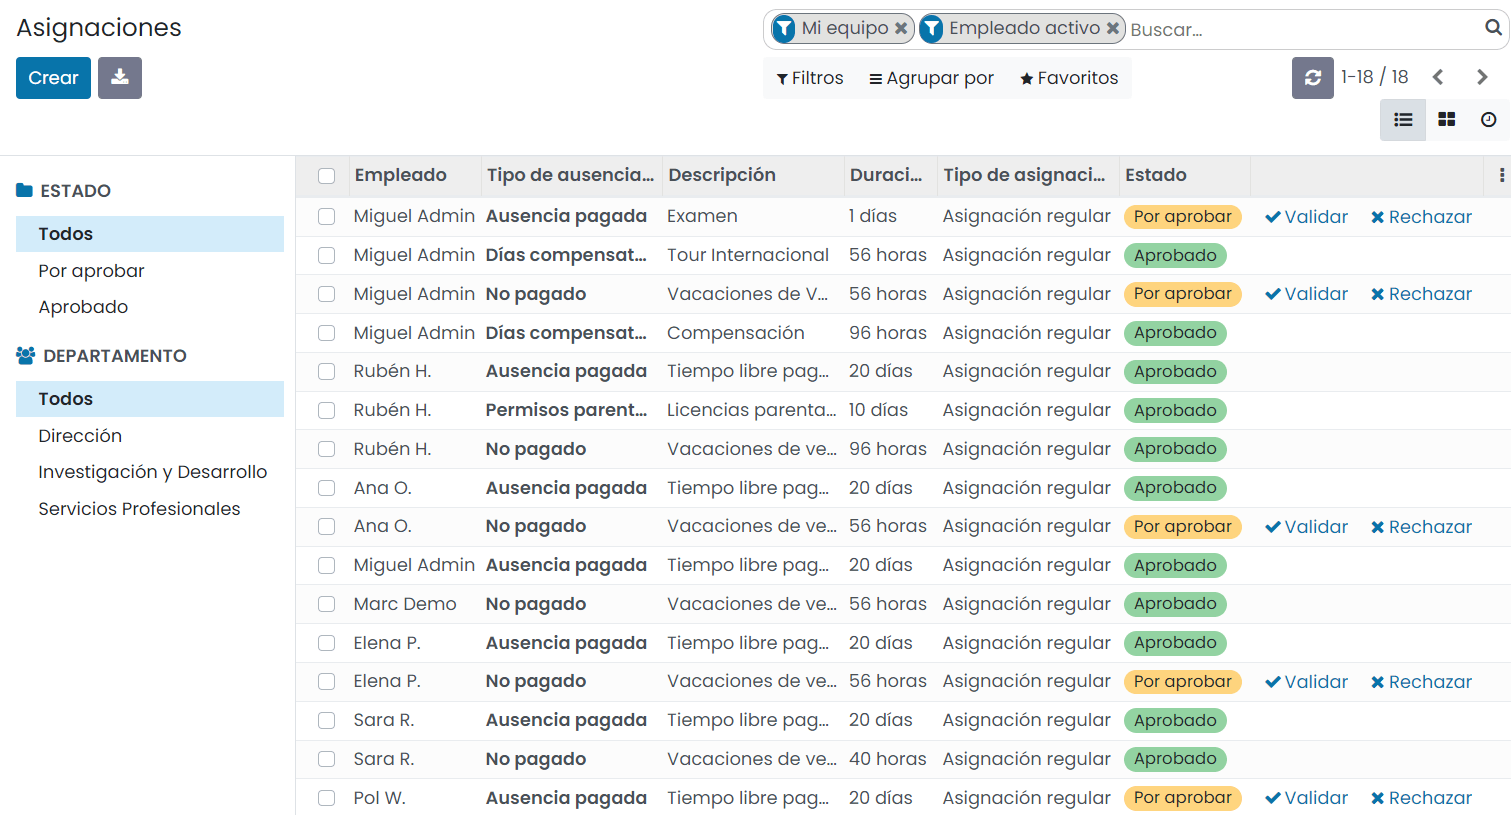 Asignaciones
Mi equipo Empleado activo Buscar...
Crear
Filtros Agrupar por Favoritos
1-18 / 18
ESTADO
Todos
Por aprobar
Aprobado
DEPARTAMENTO
Todos
Dirección
Investigación y Desarrollo
Servicios Profesionales
Empleado Tipo de ausencia... Descripción Duraci... Tipo de asignaci... Estado
Miguel Admin Ausencia pagada Examen 1 días Asignación regular Por aprobar Validar Rechazar
Miguel Admin Días compensat... Tour Internacional 56 horas Asignación regular Aprobado
Miguel Admin No pagado Vacaciones de V... 56 horas Asignación regular Por aprobar Validar Rechazar
Miguel Admin Días compensat... Compensación 96 horas Asignación regular Aprobado
Rubén H. Ausencia pagada Tiempo libre pag... 20 días Asignación regular Aprobado
Rubén H. Permisos parent... Licencias parenta... 10 días Asignación regular Aprobado
Rubén H. No pagado Vacaciones de ve... 96 horas Asignación regular Aprobado
Ana O. Ausencia pagada Tiempo libre pag... 20 días Asignación regular Aprobado
Ana O. No pagado Vacaciones de ve... 56 horas Asignación regular Por aprobar Validar Rechazar
Miguel Admin Ausencia pagada Tiempo libre pag... 20 días Asignación regular Aprobado
Marc Demo No pagado Vacaciones de ve... 56 horas Asignación regular Aprobado
Elena P. Ausencia pagada Tiempo libre pag... 20 días Asignación regular Aprobado
Elena P. No pagado Vacaciones de ve... 56 horas Asignación regular Por aprobar Validar Rechazar
Sara R. Ausencia pagada Tiempo libre pag... 20 días Asignación regular Aprobado
Sara R. No pagado Vacaciones de ve... 40 horas Asignación regular Aprobado
Pol W. Ausencia pagada Tiempo libre pag... 20 días Asignación regular Por aprobar Validar Rechazar